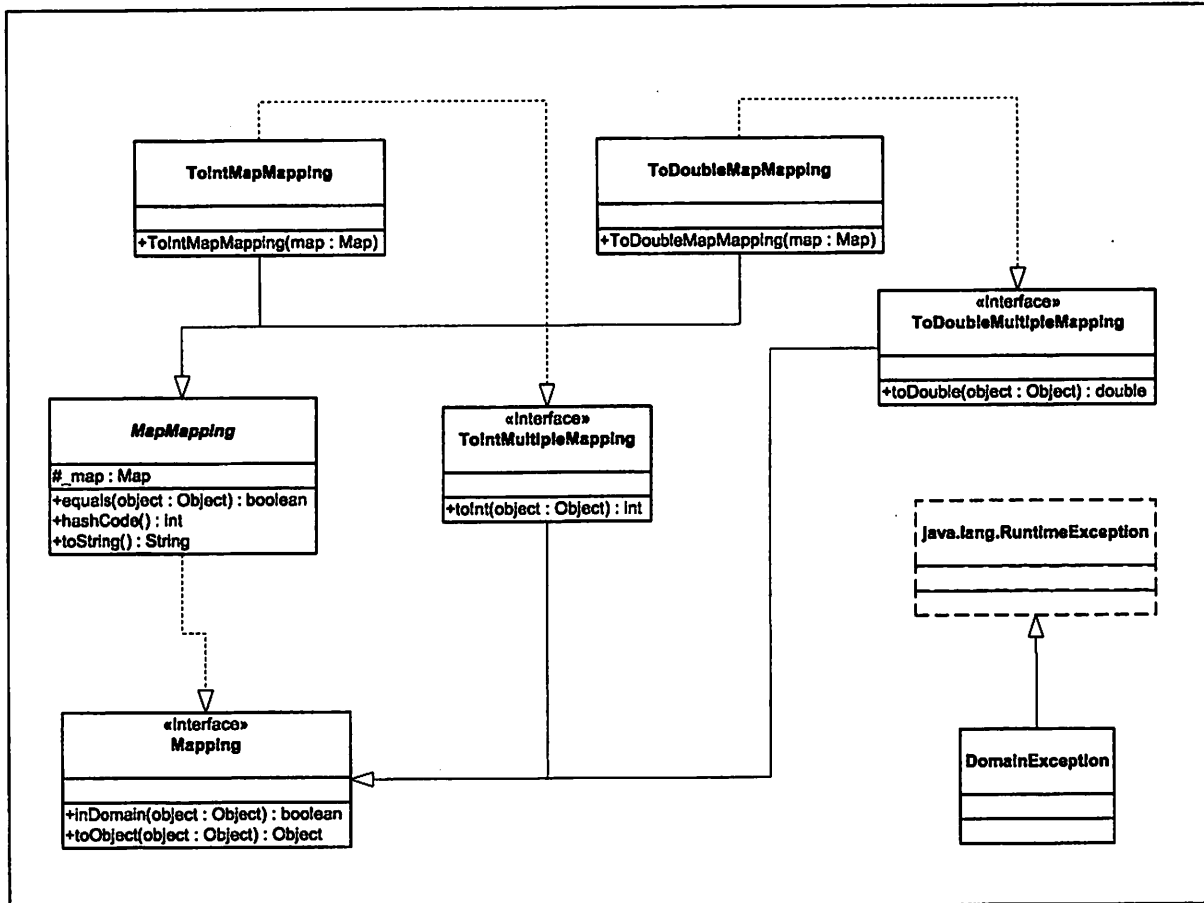 ToIntMapMapping
+ToIntMapMapping(map : Map)
ToDoubleMapMapping
+ToDoubleMapMapping(map : Map)
«Interface»
ToDoubleMultipleMapping
+toDouble(object : Object) : double
MapMapping
#_map : Map
+equals(object : Object) : boolean
+hashCode() : int
+toString() : String
«Interface»
ToIntMultipleMapping
+toInt(object : Object) : int
java.lang.RuntimeException
«Interface»
Mapping
+inDomain(object : Object) : boolean
+toObject(object : Object) : Object
DomainException